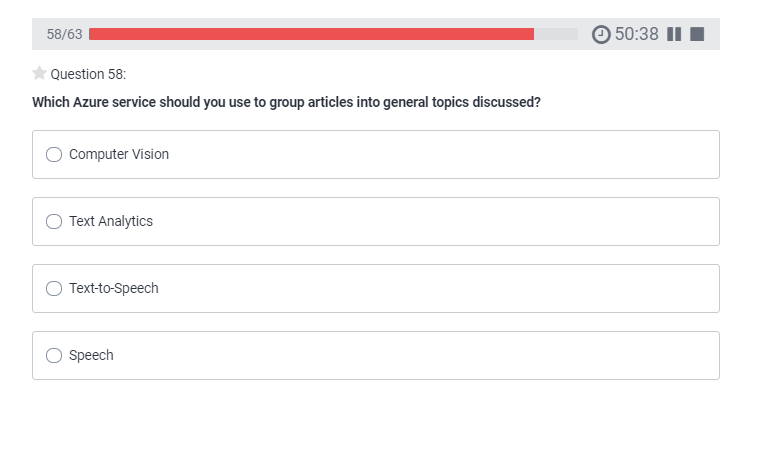 58/63 50:38
Question 58:
Which Azure service should you use to group articles into general topics discussed?
Computer Vision
Text Analytics
Text-to-Speech
Speech